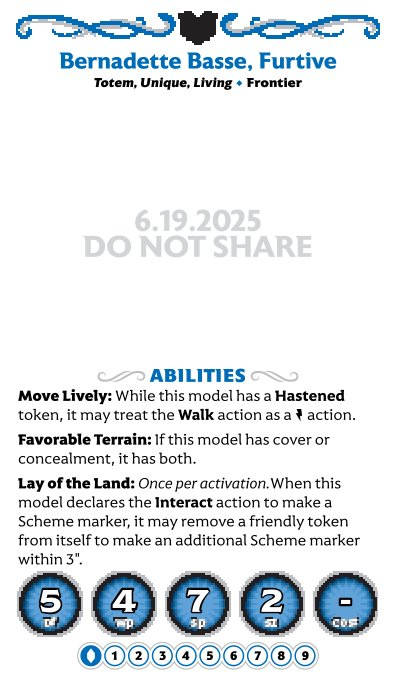 Bernadette Basse, Furtive
Totem, Unique, Living ♦ Frontier
6.19.2025
DO NOT SHARE
ABILITIES
Move Lively: While this model has a Hastened
token, it may treat the Walk action as a action.
Favorable Terrain: If this model has cover or
concealment, it has both.
Lay of the Land: Once per activation.When this
model declares the Interact action to make a
Scheme marker, it may remove a friendly token
from itself to make an additional Scheme marker
within 3".
5 4 7 2 -
Df Wp Sp Sz Cost
1 2 3 4 5 6 7 8 9